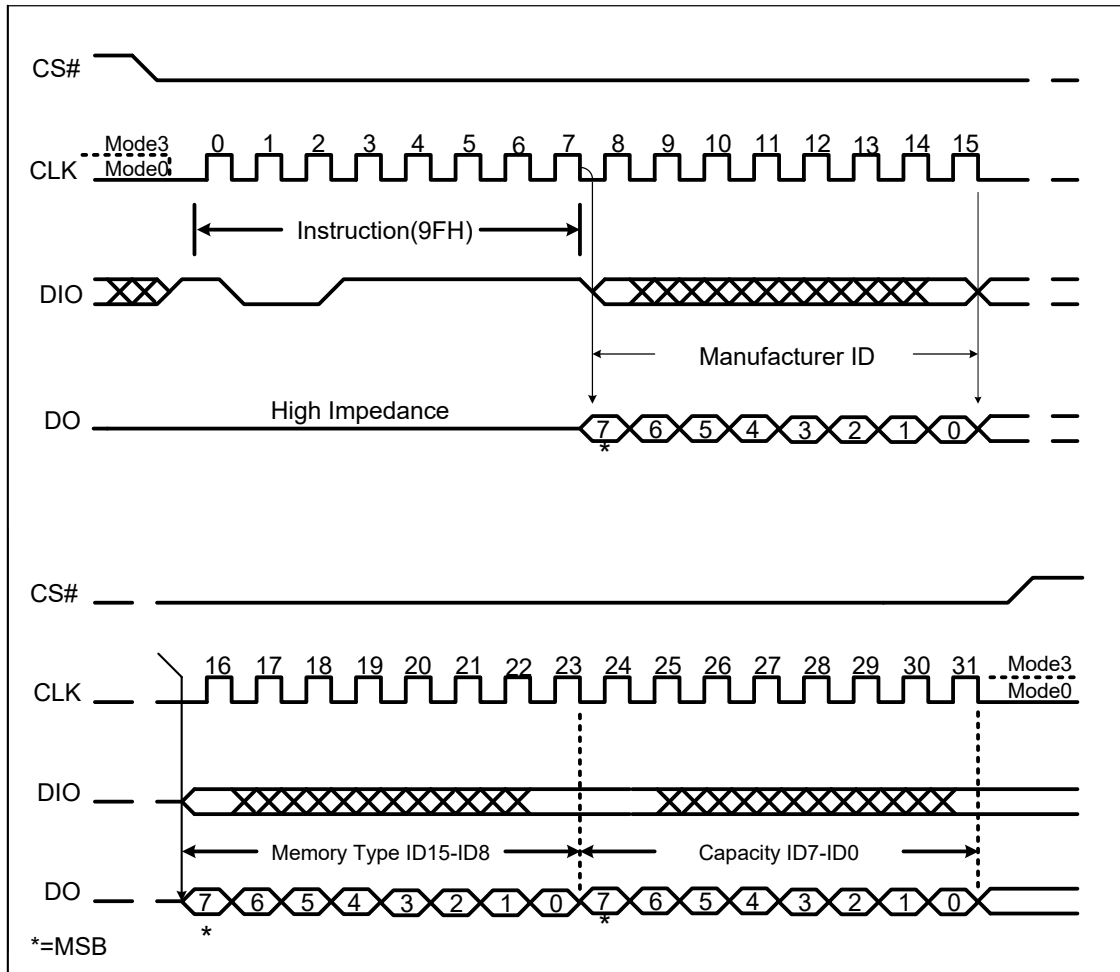 CS#
0 1 2 3 4 5 6 7 8 9 10 11 12 13 14 15
Mode3
CLK
Mode0
Instruction(9FH)
DIO
Manufacturer ID
High Impedance
DO
7 6 5 4 3 2 1 0
*
CS#
16 17 18 19 20 21 22 23 24 25 26 27 28 29 30 31
Mode3
CLK
Mode0
DIO
Memory Type ID15-ID8
Capacity ID7-ID0
DO
7 6 5 4 3 2 1 0 7 6 5 4 3 2 1 0
* *
*=MSB